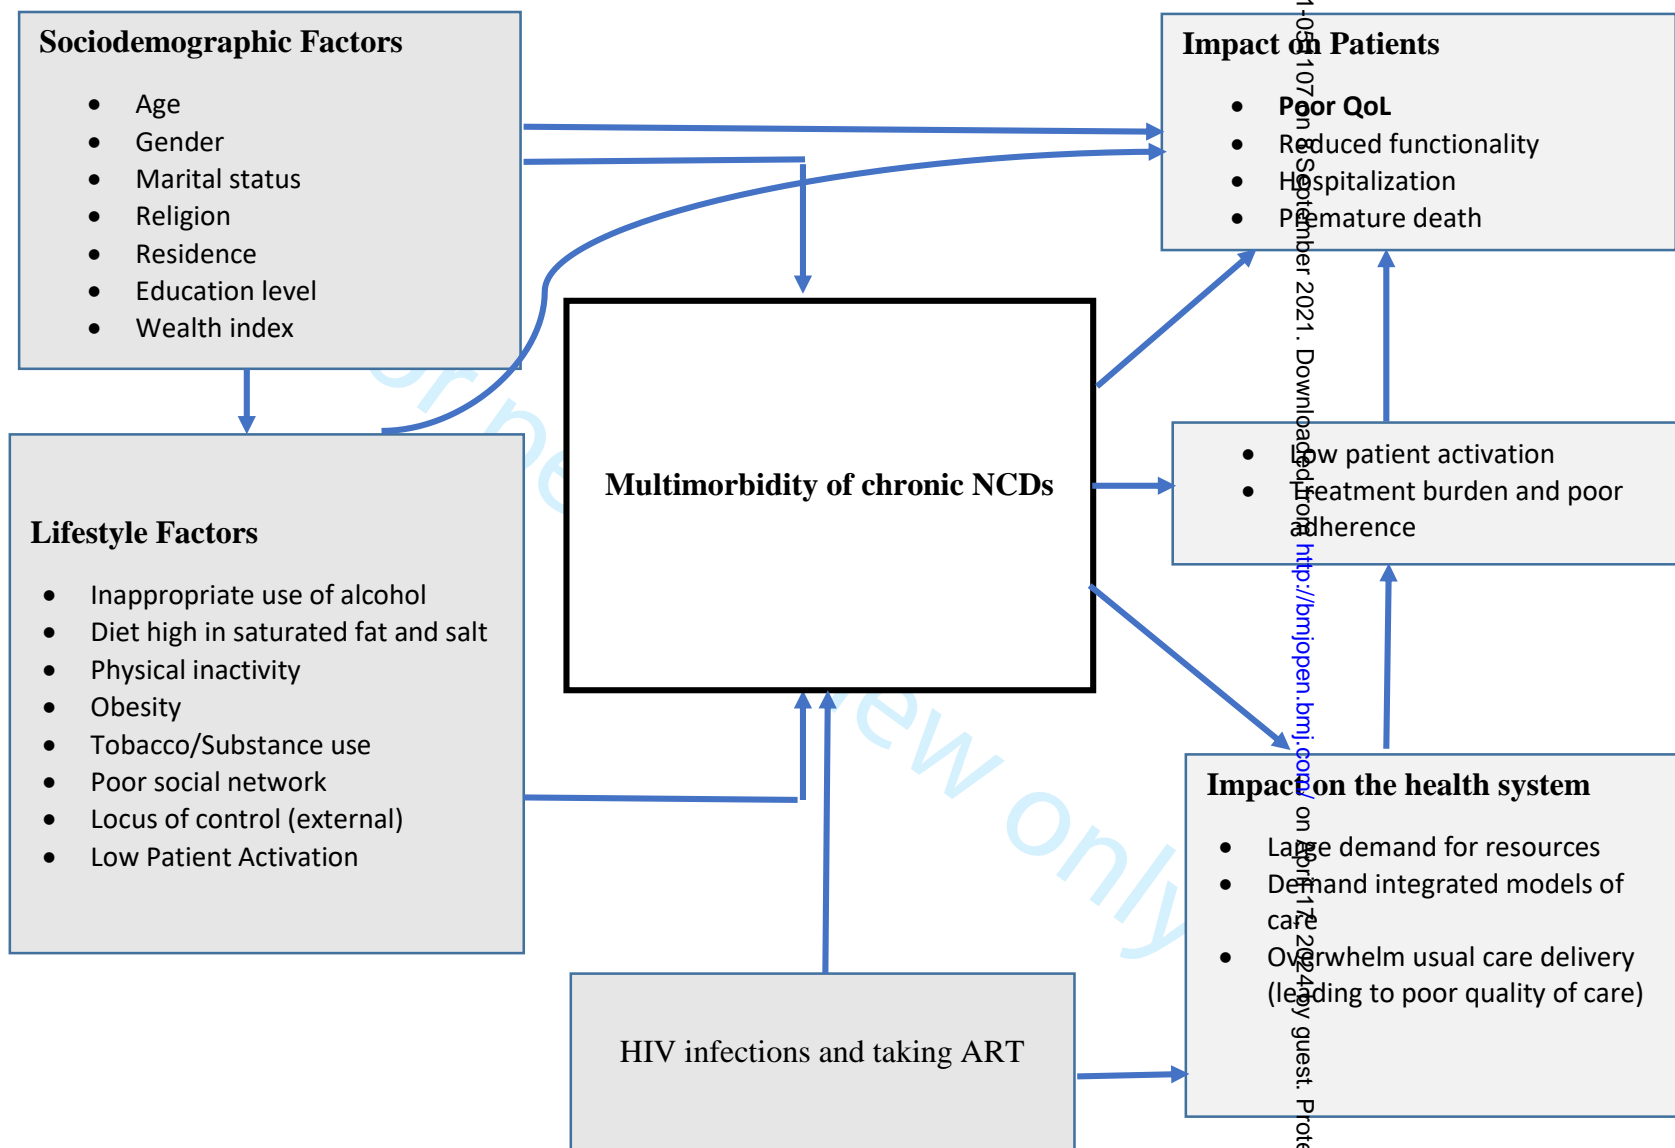 Sociodemographic Factors
• Age
• Gender
• Marital status
• Religion
• Residence
• Education level
• Wealth index
Impact on Patients
• Poor QoL
• Reduced functionality
• Hospitalization
• Premature death
Lifestyle Factors
• Inappropriate use of alcohol
• Diet high in saturated fat and salt
• Physical inactivity
• Obesity
• Tobacco/Substance use
• Poor social network
• Locus of control (external)
• Low Patient Activation
Multimorbidity of chronic NCDs
• Low patient activation
• Treatment burden and poor
adherence
Impact on the health system
• Large demand for resources
• Demand integrated models of
care
• Overwhelm usual care delivery
(leading to poor quality of care)
HIV infections and taking ART
on 8 September 2021. Downloaded from http://bmjopen.bmj.com/ on April 17, 2024 by guest.
review only